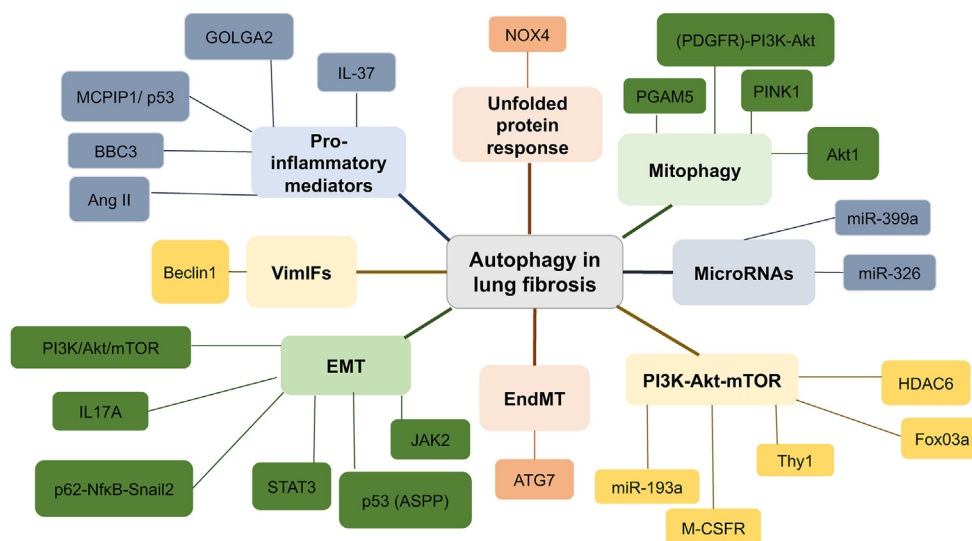 GOLGA2
NOX4
(PDGFR)-PI3K-Akt
IL-37
MCPIP1/ p53
PGAM5
PINK1
Unfolded
protein
response
Pro-
inflammatory
mediators
BBC3
Mitophagy
Akt1
Ang II
miR-399a
Beclin1
VimIFs
Autophagy in
lung fibrosis
MicroRNAs
miR-326
PI3K/Akt/mTOR
EMT
EndMT
PI3K-Akt-mTOR
HDAC6
IL17A
JAK2
Fox03a
Thy1
p62-NfκB-Snail2
STAT3
p53 (ASPP)
ATG7
miR-193a
M-CSFR